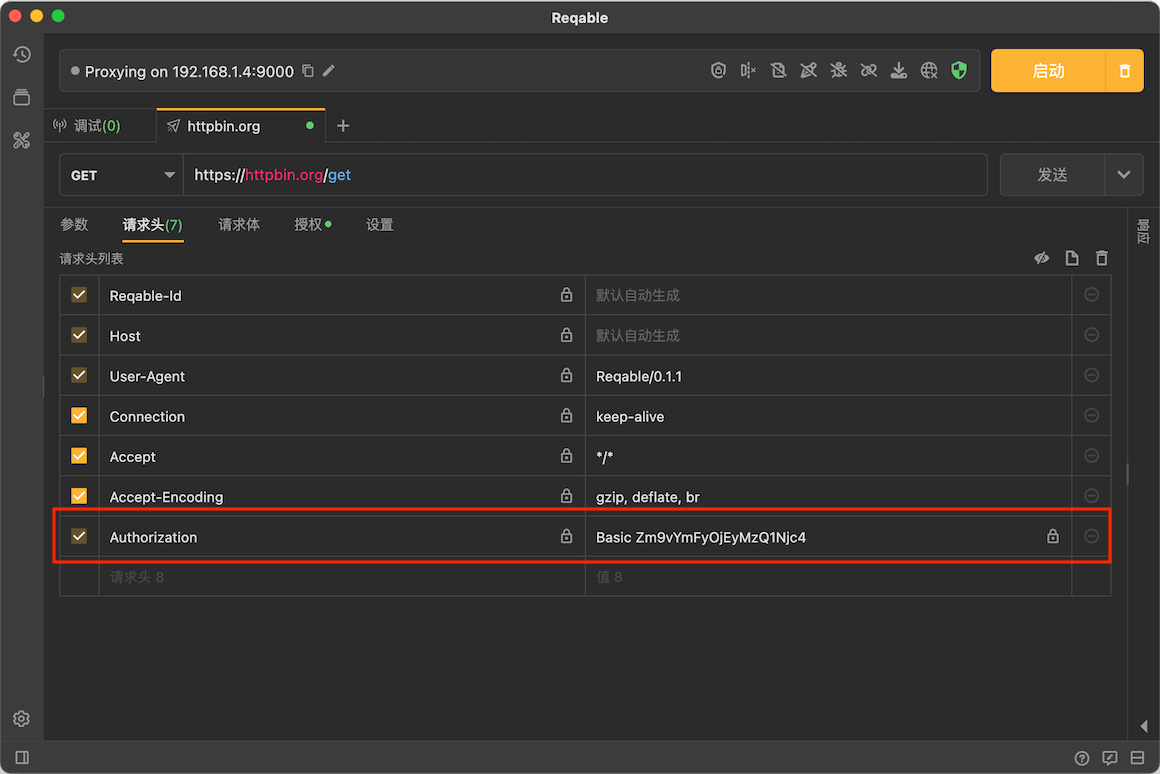 Reqable
Proxying on 192.168.1.4:9000
启动
调试(0)
httpbin.org
GET
https://httpbin.org/get
发送
参数
请求头(7)
请求体
授权
设置
响应
请求头列表
Reqable-Id
默认自动生成
Host
默认自动生成
User-Agent
Reqable/0.1.1
Connection
keep-alive
Accept
*/*
Accept-Encoding
gzip, deflate, br
Authorization
Basic Zm9vYmFyOjEyMzQ1Njc4
请求头 8
值 8